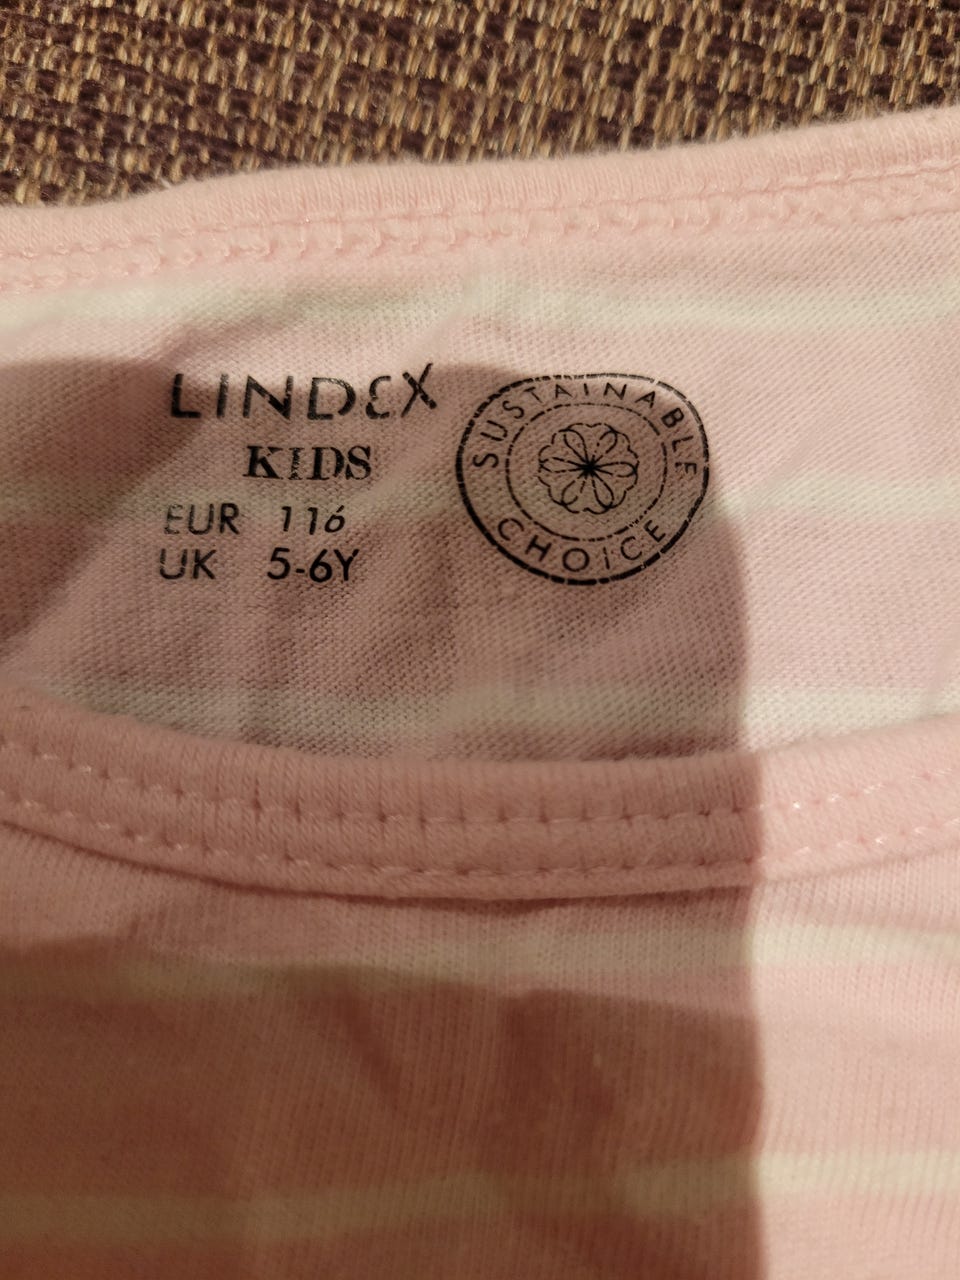 LINDEX
KIDS
EUR 116
UK 5-6Y
SUSTAINABLE
CHOICE